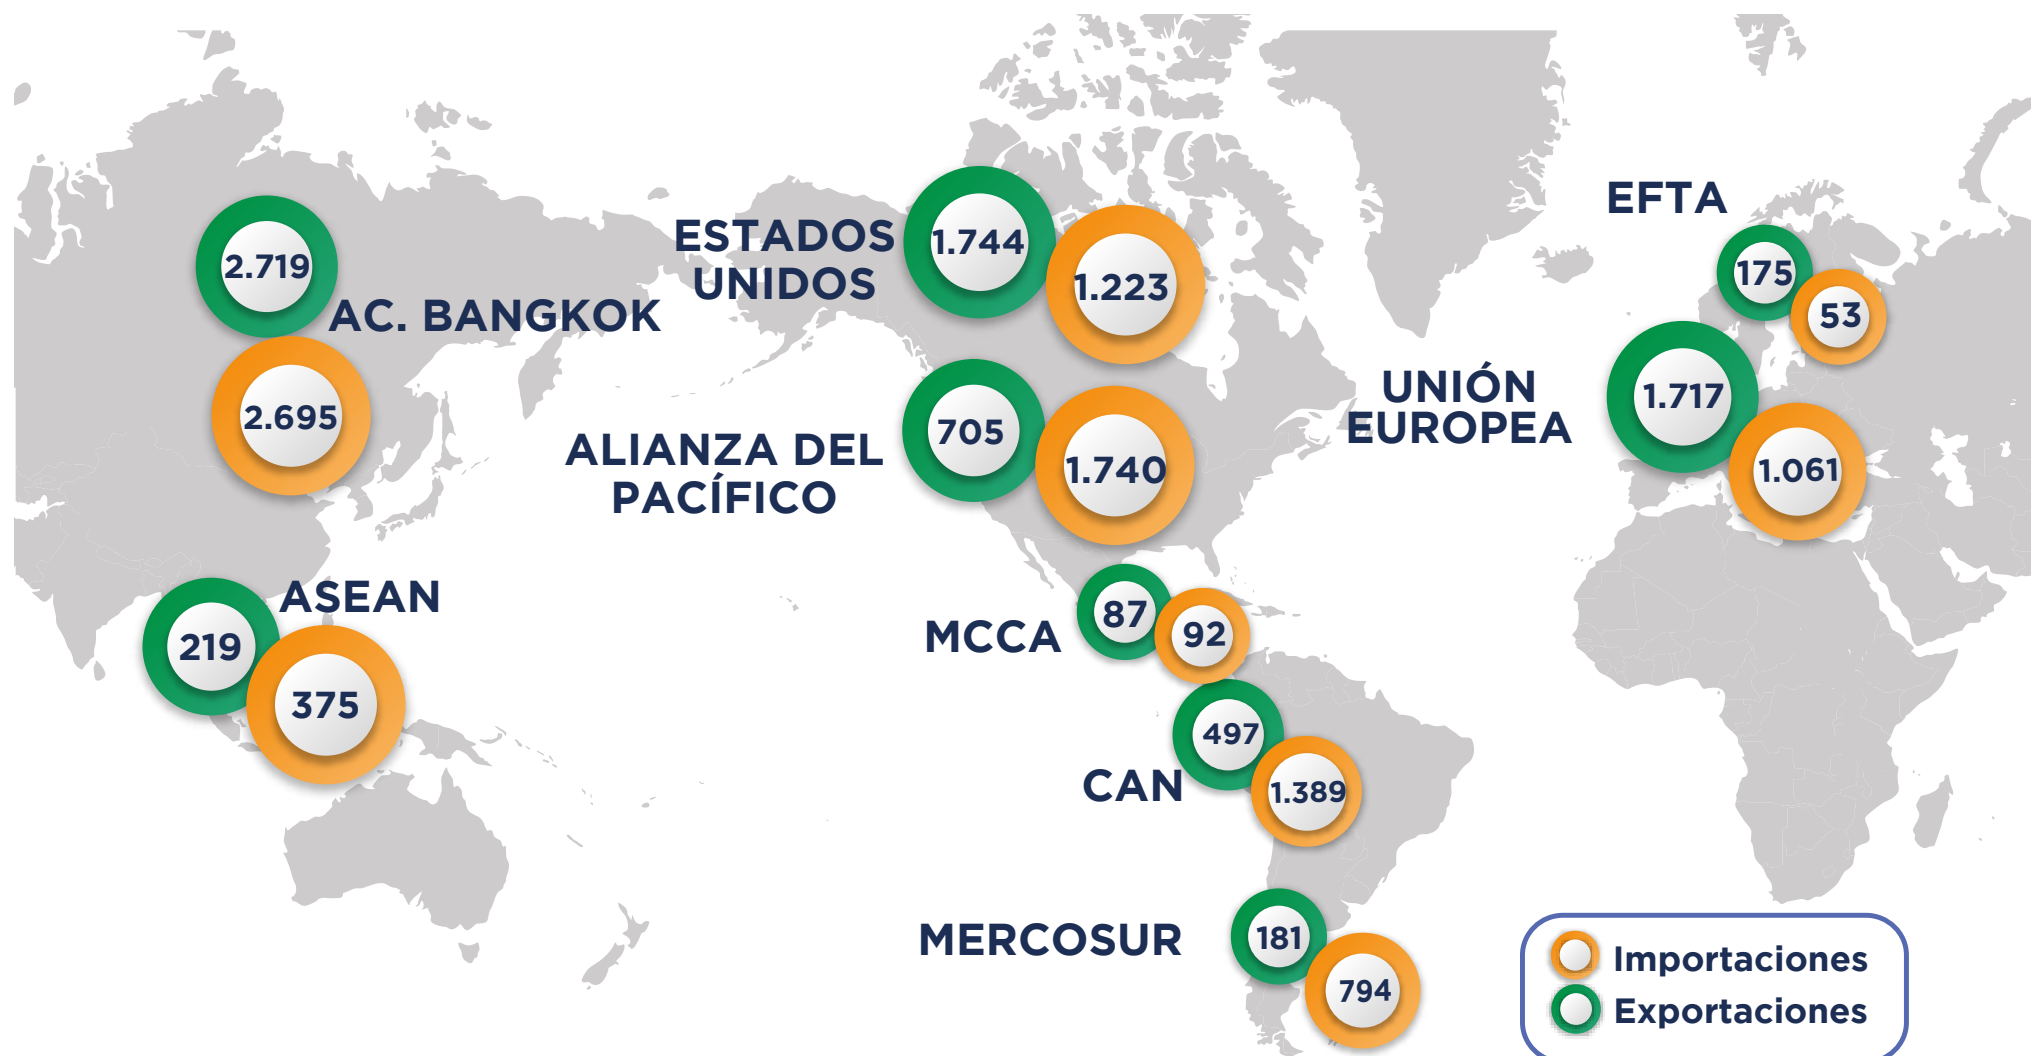 2.719
AC. BANGKOK
2.695
ASEAN
219
375
ESTADOS
UNIDOS
1.744
1.223
ALIANZA DEL
PACÍFICO
705
1.740
MCCA
87
92
CAN
497
1.389
MERCOSUR
181
794
EFTA
175
53
UNIÓN
EUROPEA
1.717
1.061
Importaciones
Exportaciones